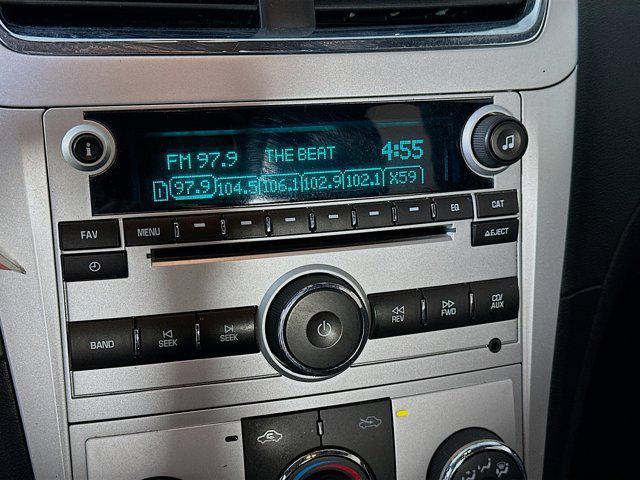 FM 97.9 THE BEAT 4:55
1 97.9 104.5 106.1 102.9 102.1 X59
FAV MENU EQ CAT
EJECT
BAND SEEK SEEK REV FWD CD/AUX